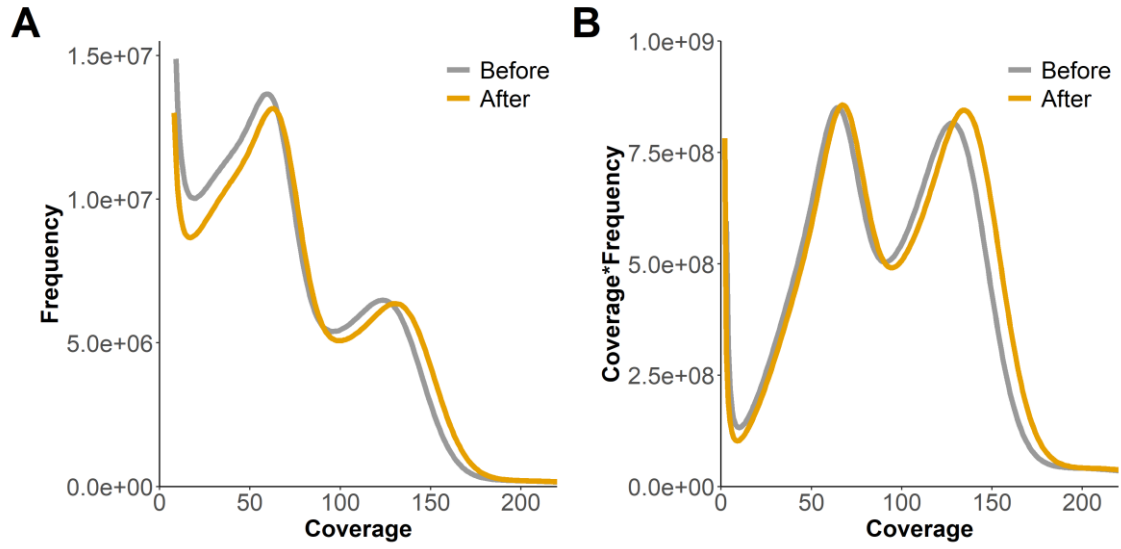 A
Frequency
1.5e+07
1.0e+07
5.0e+06
0.0e+00
0 50 100 150 200
Coverage
Before
After
B
Coverage*Frequency
1.0e+09
7.5e+08
5.0e+08
2.5e+08
0.0e+00
0 50 100 150 200
Coverage
Before
After